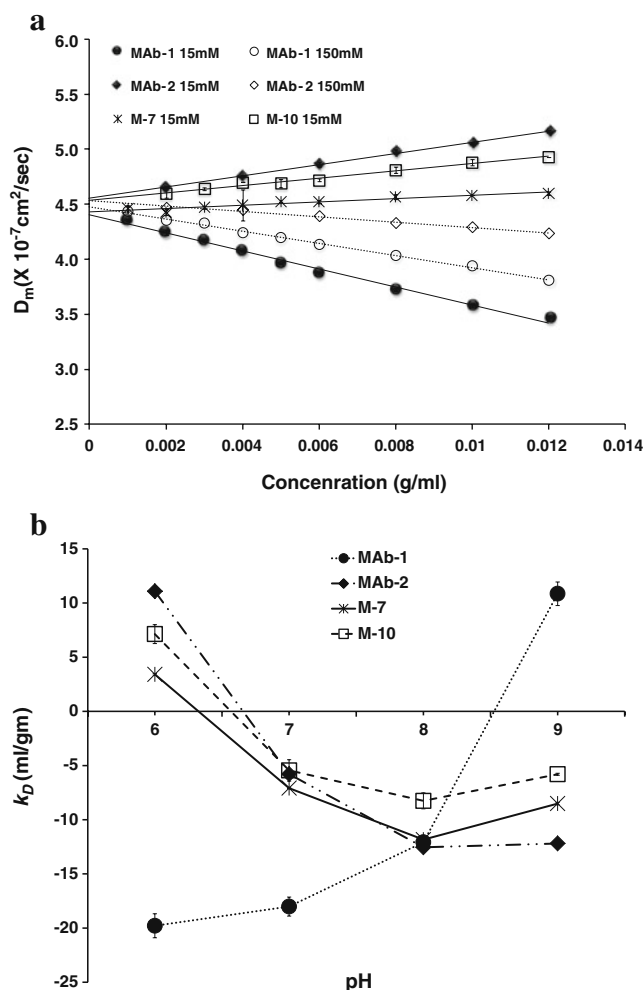 a
6.0
5.5
5.0
4.5
4.0
3.5
3.0
2.5
D_m(X 10^-7cm^2/sec)
MAb-1 15mM
MAb-1 150mM
MAb-2 15mM
MAb-2 150mM
M-7 15mM
M-10 15mM
0 0.002 0.004 0.006 0.008 0.01 0.012 0.014
Concenration (g/ml)
b
15
10
5
0
-5
-10
-15
-20
-25
k_D (ml/gm)
MAb-1
MAb-2
M-7
M-10
6 7 8 9
pH